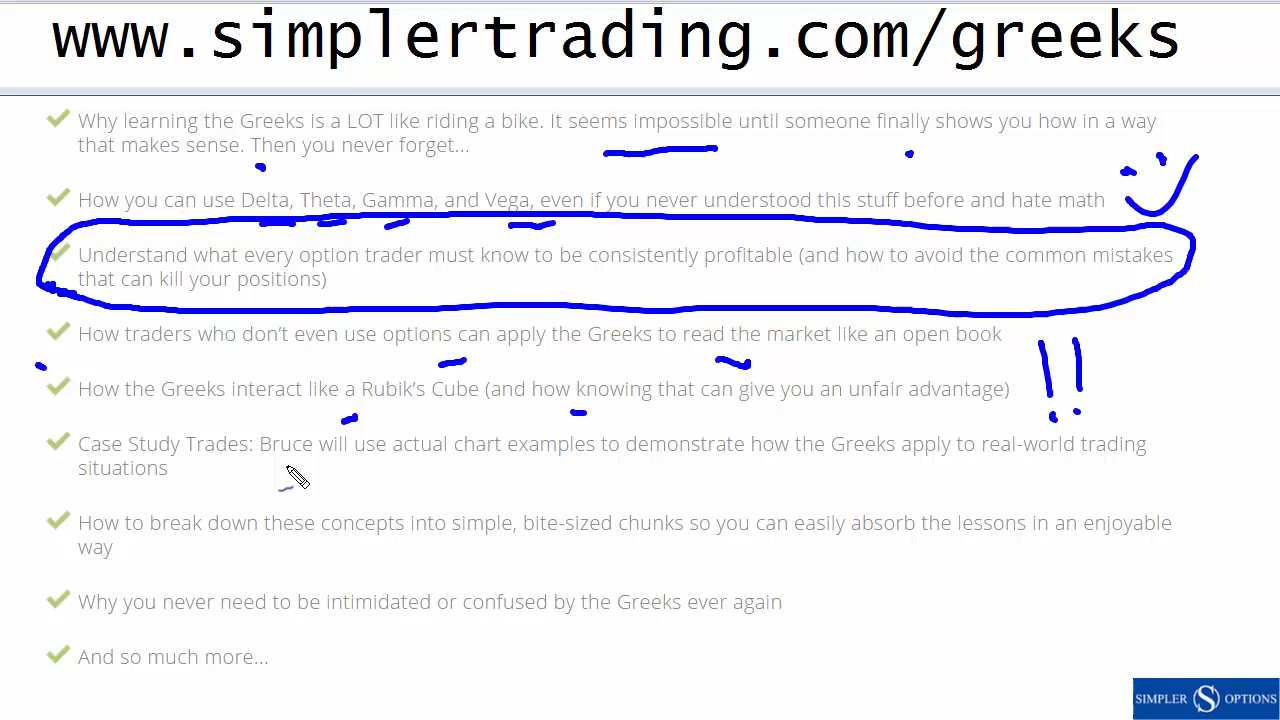 www.simplertrading.com/greeks
Why learning the Greeks is a LOT like riding a bike. It seems impossible until someone finally shows you how in a way
that makes sense. Then you never forget...
How you can use Delta, Theta, Gamma, and Vega, even if you never understood this stuff before and hate math
Understand what every option trader must know to be consistently profitable (and how to avoid the common mistakes
that can kill your positions)
How traders who don’t even use options can apply the Greeks to read the market like an open book
How the Greeks interact like a Rubik’s Cube (and how knowing that can give you an unfair advantage)
!!
Case Study Trades: Bruce will use actual chart examples to demonstrate how the Greeks apply to real-world trading
situations
How to break down these concepts into simple, bite-sized chunks so you can easily absorb the lessons in an enjoyable
way
Why you never need to be intimidated or confused by the Greeks ever again
And so much more...
SIMPLER S OPTIONS